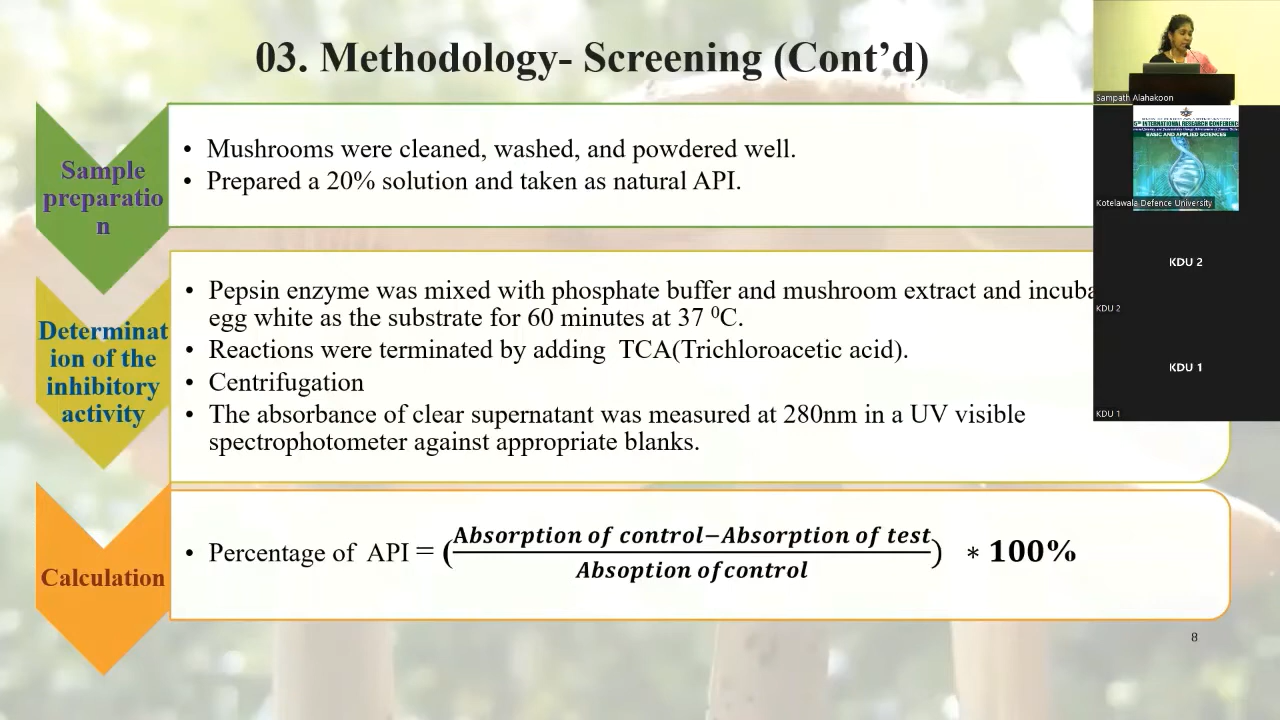 03. Methodology- Screening (Cont’d)
Sample
preparatio
n
• Mushrooms were cleaned, washed, and powdered well.
• Prepared a 20% solution and taken as natural API.
Determinat
ion of the
inhibitory
activity
• Pepsin enzyme was mixed with phosphate buffer and mushroom extract and incuba
egg white as the substrate for 60 minutes at 37 ⁰C.
• Reactions were terminated by adding TCA(Trichloroacetic acid).
• Centrifugation
• The absorbance of clear supernatant was measured at 280nm in a UV visible
spectrophotometer against appropriate blanks.
Calculation
• Percentage of API = (Absorption of control−Absorption of test
Absoption ofcontrol) * 100%
8
Sampath Alahakoon
INTERNATIONAL RESEARCH CONFERENCE
BASIC AND APPLIED SCIENCES
Kotelawala Defence University
KDU 2
KDU 2
KDU 1
KDU 1